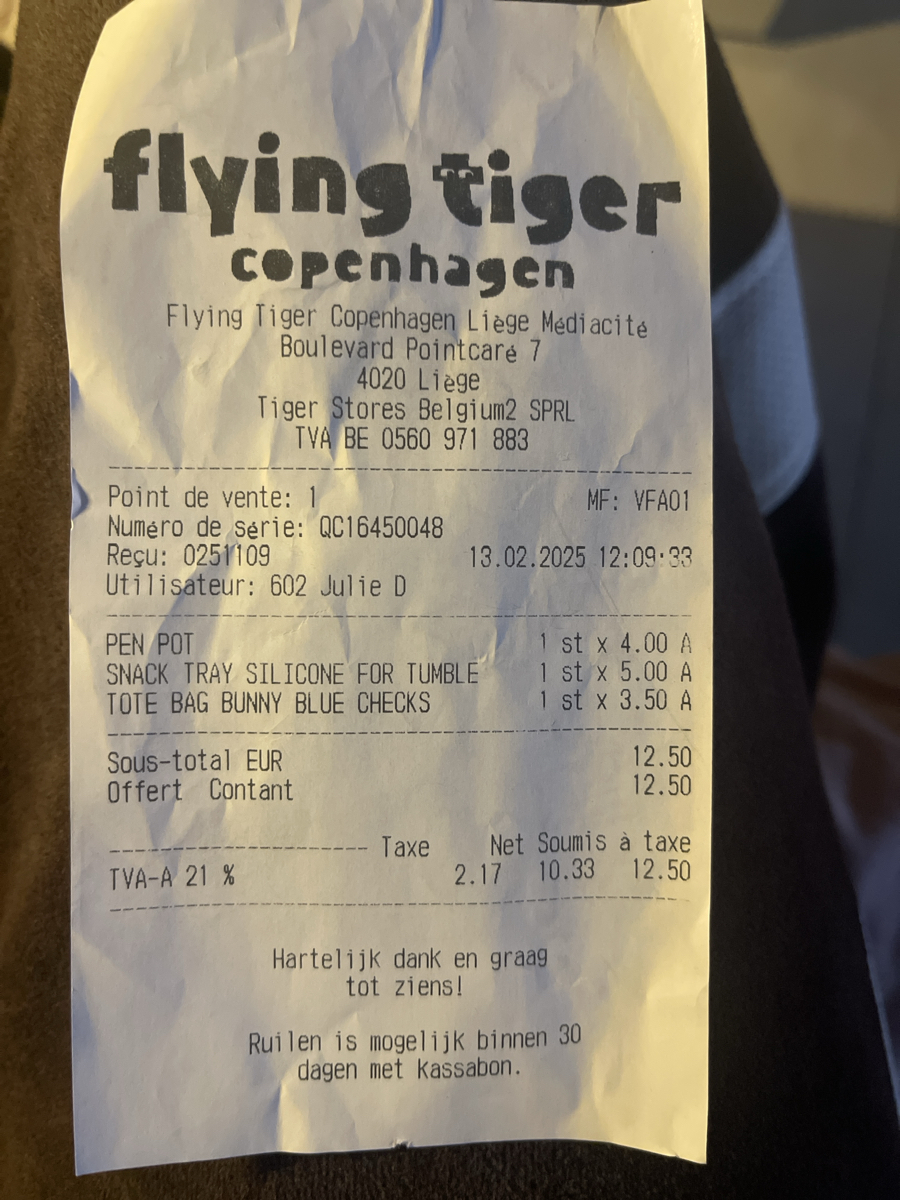 flying tiger
copenhagen
Flying Tiger Copenhagen Liège Médiacité
Boulevard Pointcaré 7
4020 Liège
Tiger Stores Belgium2 SPRL
TVA BE 0560 971 883
Point de vente: 1 MF: VFA01
Numéro de série: QC16450048
Reçu: 0251109 13.02.2025 12:09:33
Utilisateur: 602 Julie D
PEN POT 1 st x 4.00 A
SNACK TRAY SILICONE FOR TUMBLE 1 st x 5.00 A
TOTE BAG BUNNY BLUE CHECKS 1 st x 3.50 A
Sous-total EUR 12.50
Offert Contant 12.50
Taxe Net Soumis à taxe
TVA-A 21 % 2.17 10.33 12.50
Hartelijk dank en graag
tot ziens!
Ruilen is mogelijk binnen 30
dagen met kassabon.